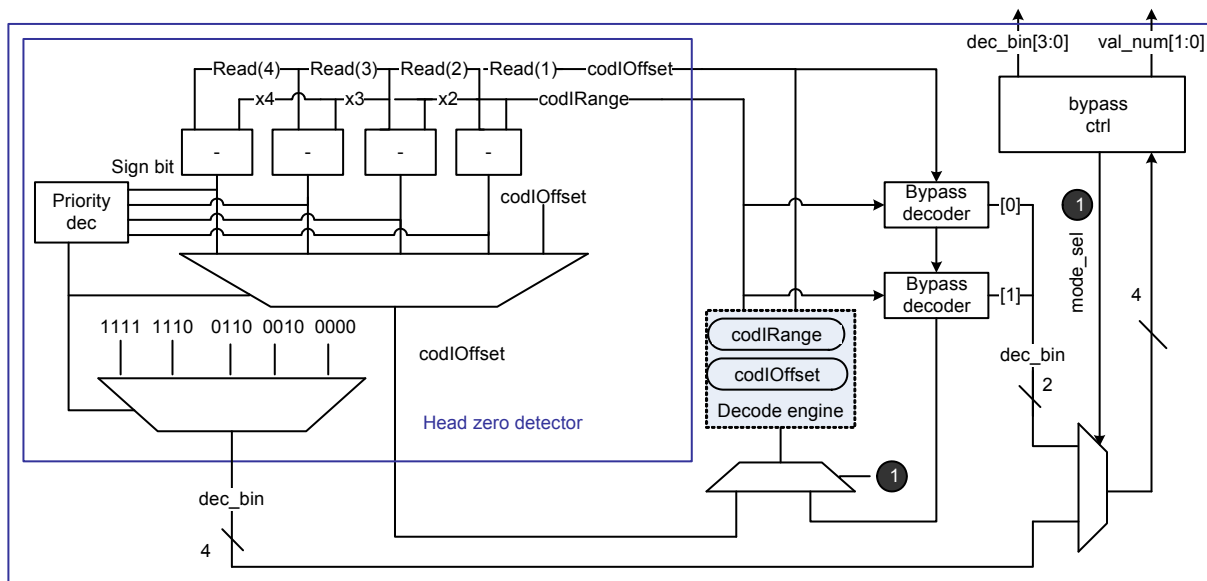 dec_bin[3:0] val_num[1:0]
Read(4) Read(3) Read(2) Read(1) codIOffset
x4 x3 x2 codIRange
bypass
ctrl
- - - -
Sign bit
Priority
dec
codIOffset
Bypass
decoder
[0]
1
mode_sel
Bypass
decoder
[1]
4
1111 1110 0110 0010 0000
codIRange
codIOffset
dec_bin
codIOffset
2
Decode engine
Head zero detector
1
dec_bin
4